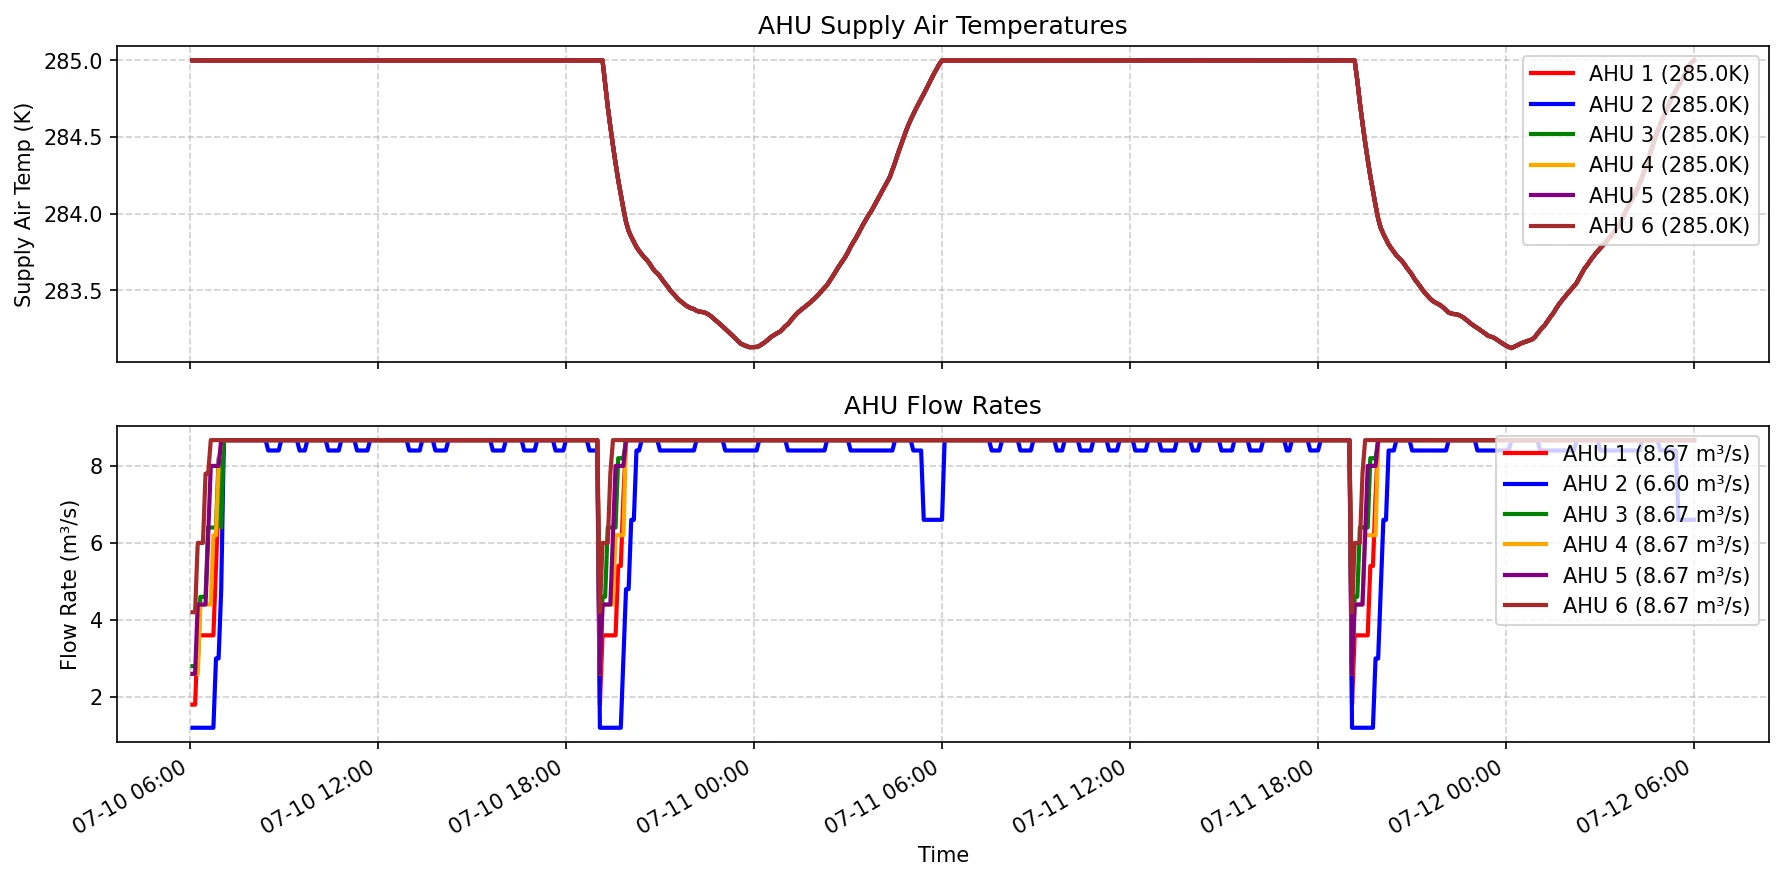 AHU Supply Air Temperatures
Supply Air Temp (K)
285.0
284.5
284.0
283.5
AHU 1 (285.0K)
AHU 2 (285.0K)
AHU 3 (285.0K)
AHU 4 (285.0K)
AHU 5 (285.0K)
AHU 6 (285.0K)
AHU Flow Rates
Flow Rate (m³/s)
8
6
4
2
AHU 1 (8.67 m³/s)
AHU 2 (6.60 m³/s)
AHU 3 (8.67 m³/s)
AHU 4 (8.67 m³/s)
AHU 5 (8.67 m³/s)
AHU 6 (8.67 m³/s)
07-10 06:00
07-10 12:00
07-10 18:00
07-11 00:00
07-11 06:00
07-11 12:00
07-11 18:00
07-12 00:00
07-12 06:00
Time